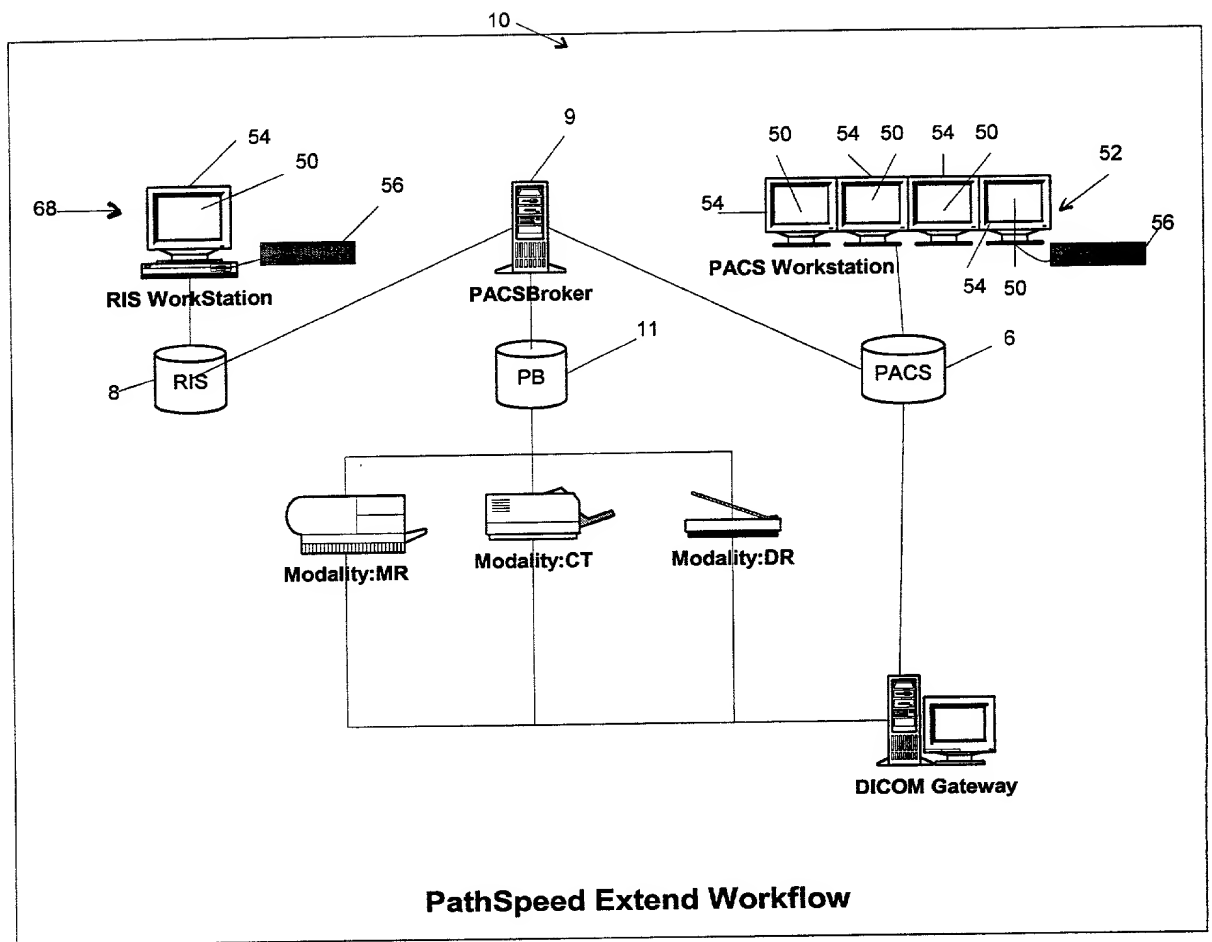 10
9
54
50
56
68
50
54
50
54
50
52
54
56
RIS WorkStation
PACSBroker
PACS Workstation
54
50
8
RIS
11
PB
6
PACS
Modality:MR
Modality:CT
Modality:DR
DICOM Gateway
PathSpeed Extend Workflow